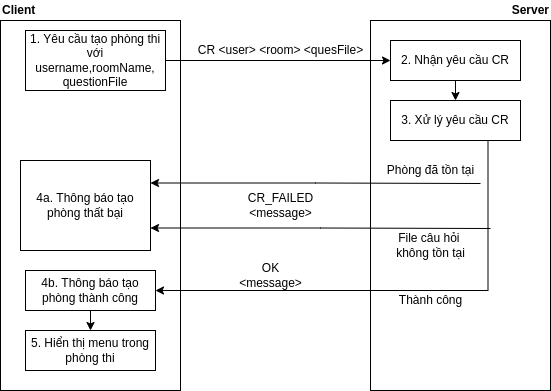 Client
Server
1. Yêu cầu tạo phòng thi
với
username,roomName,
questionFile
CR <user> <room> <quesFile>
2. Nhận yêu cầu CR
3. Xử lý yêu cầu CR
Phòng đã tồn tại
4a. Thông báo tạo
phòng thất bại
CR_FAILED
<message>
File câu hỏi
không tồn tại
OK
<message>
4b. Thông báo tạo
phòng thành công
Thành công
5. Hiển thị menu trong
phòng thi